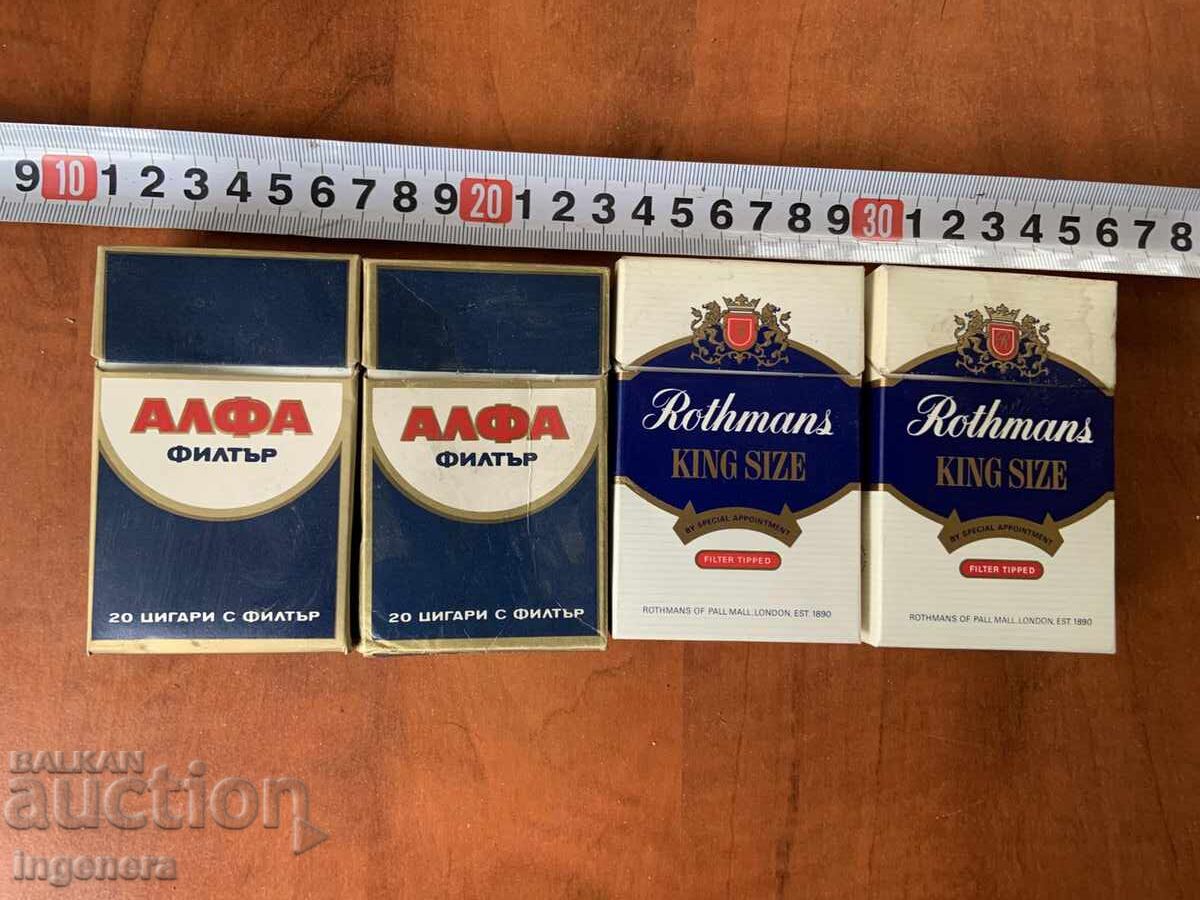 9 10 1 2 3 4 5 6 7 8 9 20 1 2 3 4 5 6 7 8 9 30 1 2 3 4 5 6 7 8
АЛФА
ФИЛТЪР
20 ЦИГАРИ С ФИЛТЪР
АЛФА
ФИЛТЪР
20 ЦИГАРИ С ФИЛТЪР
Rothmans
KING SIZE
BY SPECIAL APPOINTMENT
FILTER TIPPED
ROTHMANS OF PALL MALL, LONDON, EST. 1890
Rothmans
KING SIZE
BY SPECIAL APPOINTMENT
FILTER TIPPED
ROTHMANS OF PALL MALL, LONDON, EST. 1890
BALKAN
auction
ingenera